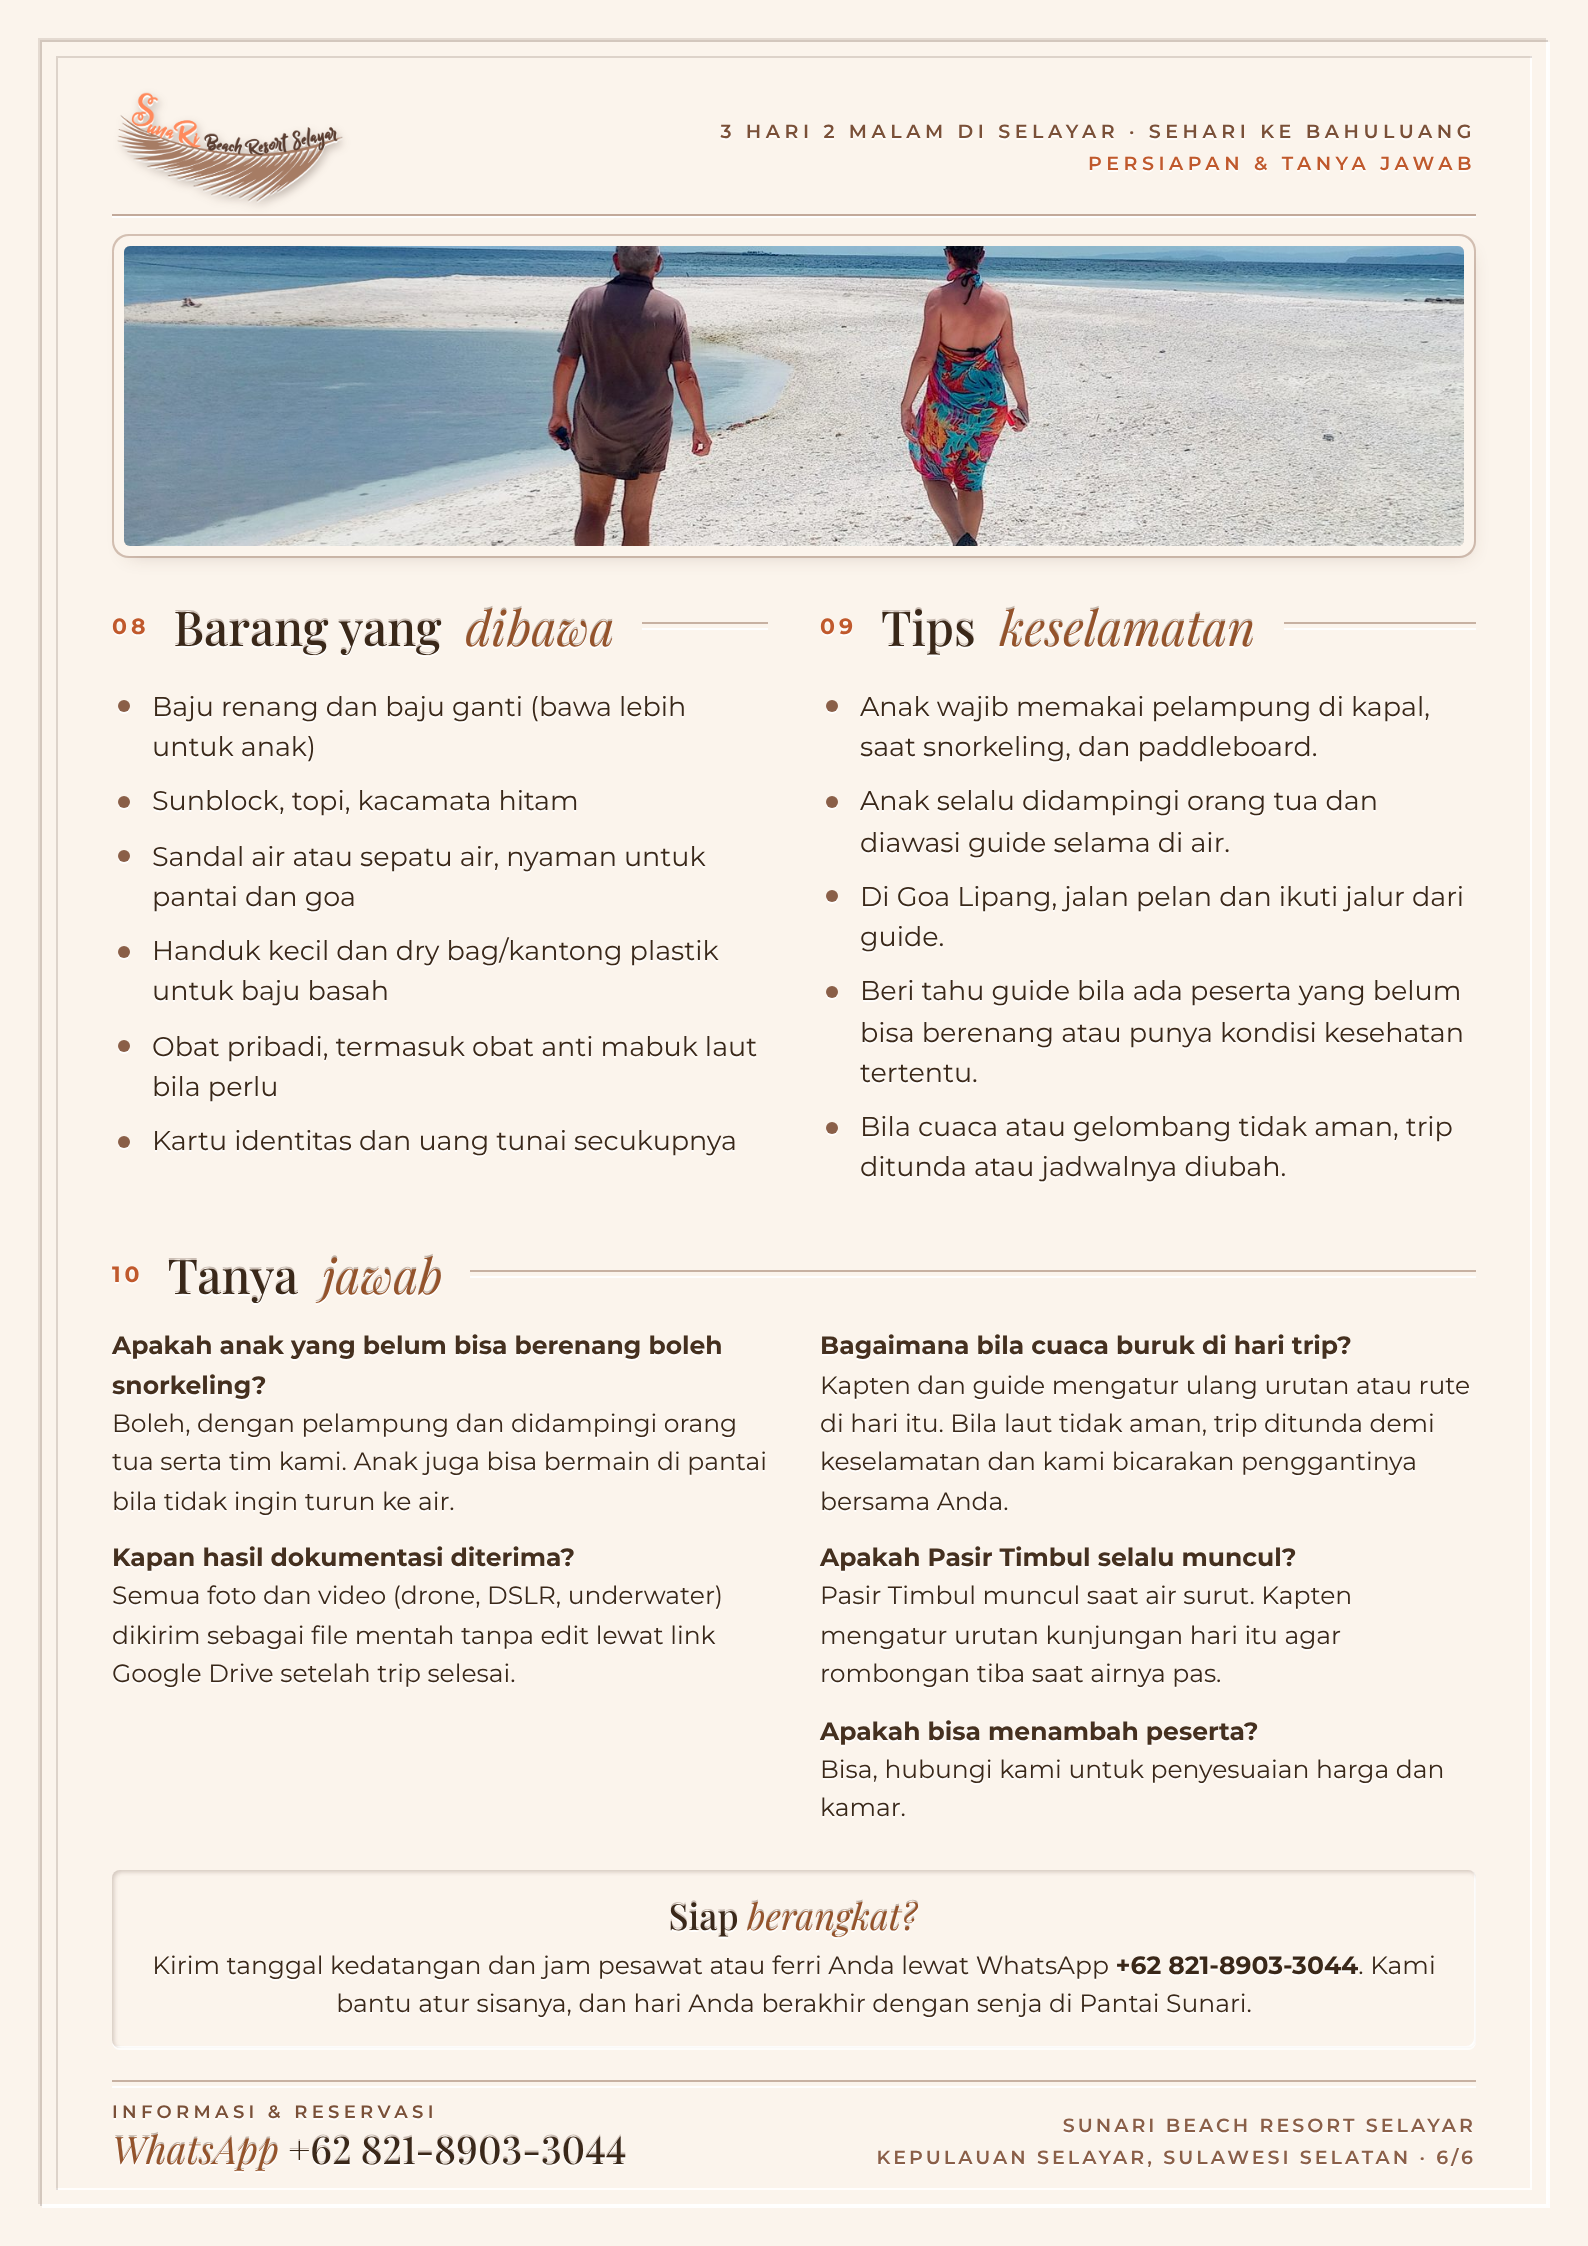 SunaRi Beach Resort Selayar
3 HARI 2 MALAM DI SELAYAR · SEHARI KE BAHULUANG
PERSIAPAN & TANYA JAWAB
08 Barang yang dibawa
Baju renang dan baju ganti (bawa lebih
untuk anak)
Sunblock, topi, kacamata hitam
Sandal air atau sepatu air, nyaman untuk
pantai dan goa
Handuk kecil dan dry bag/kantong plastik
untuk baju basah
Obat pribadi, termasuk obat anti mabuk laut
bila perlu
Kartu identitas dan uang tunai secukupnya
09 Tips keselamatan
Anak wajib memakai pelampung di kapal,
saat snorkeling, dan paddleboard.
Anak selalu didampingi orang tua dan
diawasi guide selama di air.
Di Goa Lipang, jalan pelan dan ikuti jalur dari
guide.
Beri tahu guide bila ada peserta yang belum
bisa berenang atau punya kondisi kesehatan
tertentu.
Bila cuaca atau gelombang tidak aman, trip
ditunda atau jadwalnya diubah.
10 Tanya jawab
Apakah anak yang belum bisa berenang boleh
snorkeling?
Boleh, dengan pelampung dan didampingi orang
tua serta tim kami. Anak juga bisa bermain di pantai
bila tidak ingin turun ke air.
Kapan hasil dokumentasi diterima?
Semua foto dan video (drone, DSLR, underwater)
dikirim sebagai file mentah tanpa edit lewat link
Google Drive setelah trip selesai.
Bagaimana bila cuaca buruk di hari trip?
Kapten dan guide mengatur ulang urutan atau rute
di hari itu. Bila laut tidak aman, trip ditunda demi
keselamatan dan kami bicarakan penggantinya
bersama Anda.
Apakah Pasir Timbul selalu muncul?
Pasir Timbul muncul saat air surut. Kapten
mengatur urutan kunjungan hari itu agar
rombongan tiba saat airnya pas.
Apakah bisa menambah peserta?
Bisa, hubungi kami untuk penyesuaian harga dan
kamar.
Siap berangkat?
Kirim tanggal kedatangan dan jam pesawat atau ferri Anda lewat WhatsApp +62 821-8903-3044. Kami
bantu atur sisanya, dan hari Anda berakhir dengan senja di Pantai Sunari.
INFORMASI & RESERVASI
WhatsApp +62 821-8903-3044
SUNARI BEACH RESORT SELAYAR
KEPULAUAN SELAYAR, SULAWESI SELATAN · 6/6